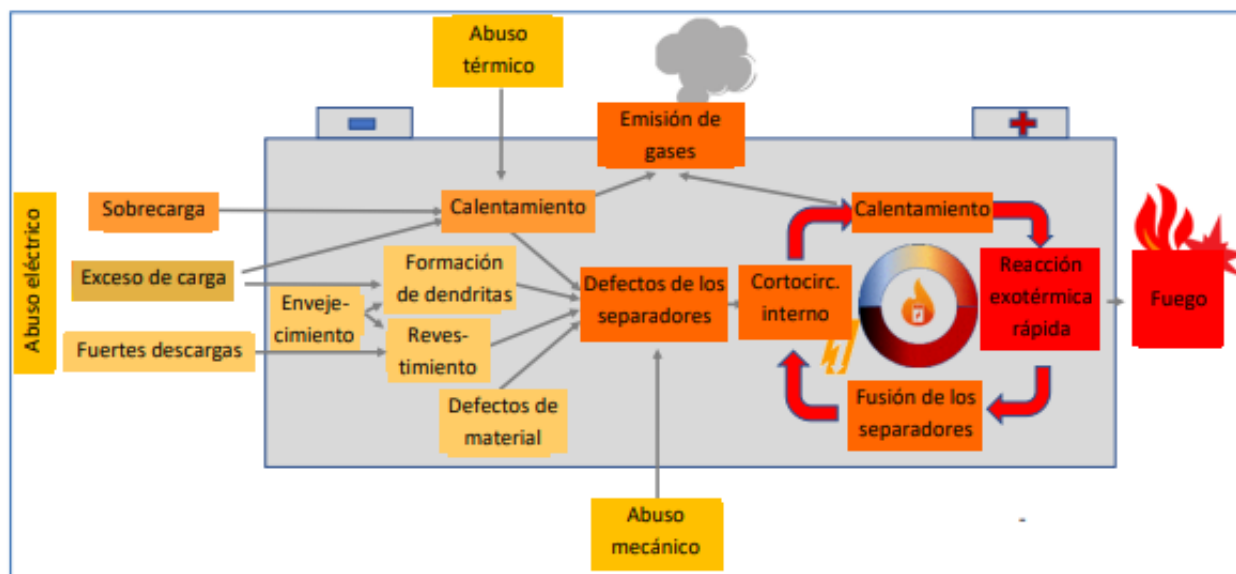 Abuso
térmico
Emisión de
gases
Abuso eléctrico
Sobrecarga
Calentamiento
Calentamiento
Exceso de carga
Formación
de dendritas
Enveje-
cimiento
Defectos de los
separadores
Cortocirc.
interno
Reacción
exotérmica
rápida
Fuego
Fuertes descargas
Reves-
timiento
Defectos de
material
Fusión de los
separadores
Abuso
mecánico